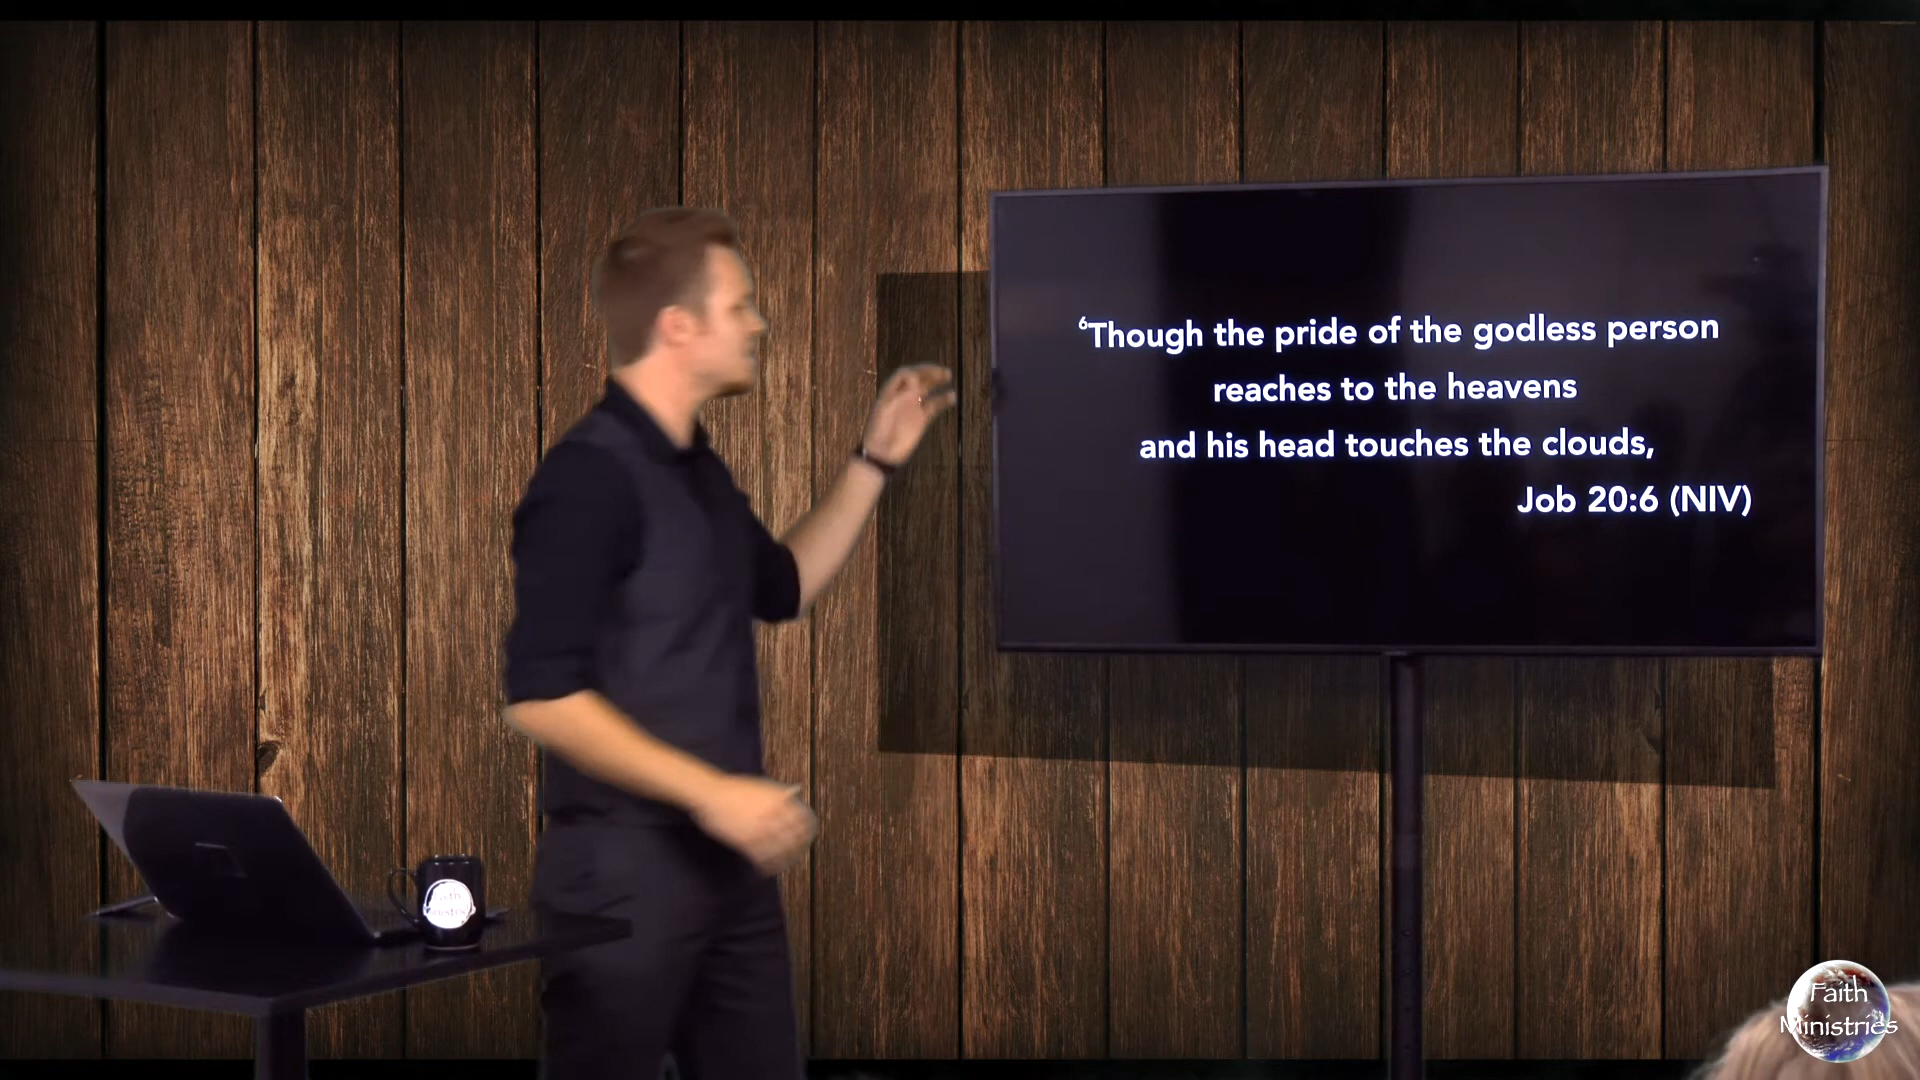 ⁶Though the pride of the godless person
reaches to the heavens
and his head touches the clouds,
Job 20:6 (NIV)
Faith
Ministries